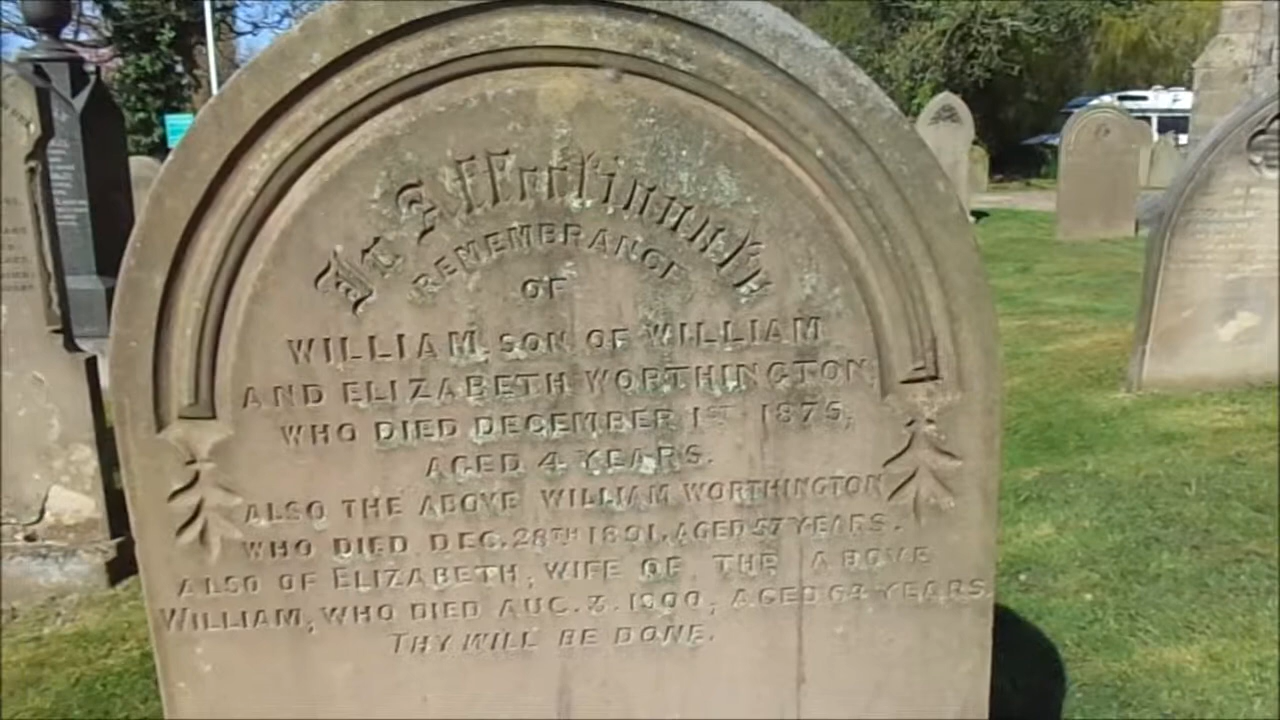 In Affectionate
REMEMBRANCE
OF
WILLIAM, SON OF WILLIAM
AND ELIZABETH WORTHINGTON,
WHO DIED DECEMBER 1ST 1875,
AGED 4 YEARS.
ALSO THE ABOVE WILLIAM WORTHINGTON
WHO DIED DEC. 28TH 1891, AGED 57 YEARS.
ALSO OF ELIZABETH, WIFE OF THE ABOVE
WILLIAM, WHO DIED AUG. 3, 1900, AGED 64 YEARS.
THY WILL BE DONE.